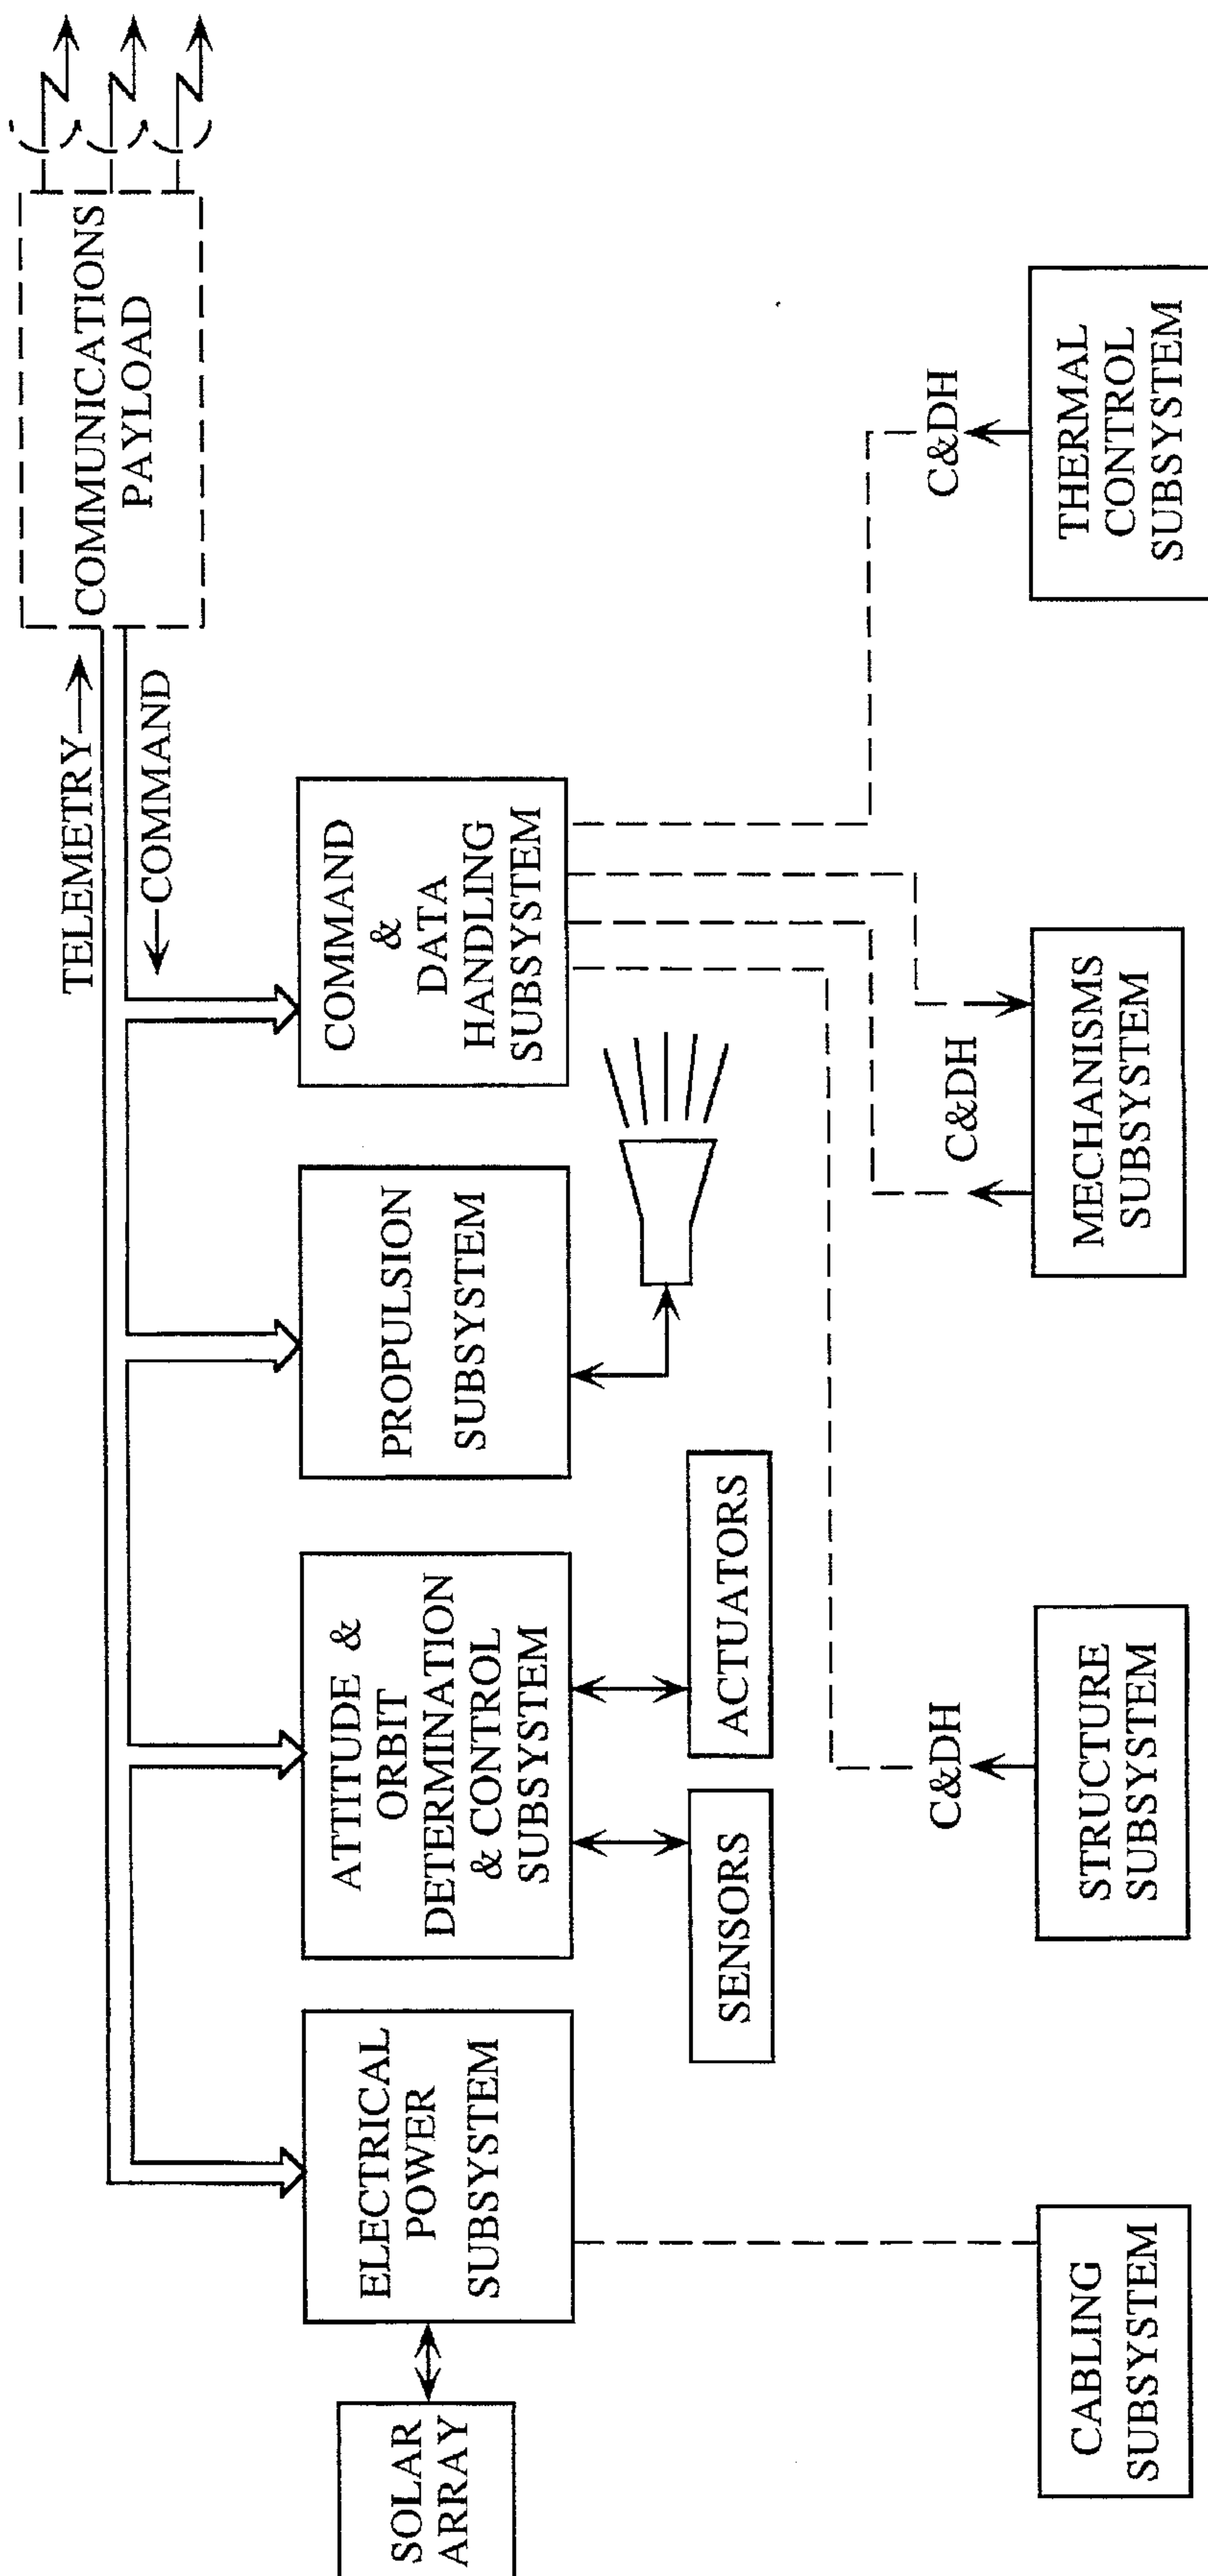 COMMUNICATIONS
PAYLOAD
TELEMETRY
COMMAND
SOLAR
ARRAY
ELECTRICAL
POWER
SUBSYSTEM
ATTITUDE &
ORBIT
DETERMINATION
& CONTROL
SUBSYSTEM
PROPULSION
SUBSYSTEM
COMMAND
&
DATA
HANDLING
SUBSYSTEM
SENSORS
ACTUATORS
C&DH
C&DH
C&DH
CABLING
SUBSYSTEM
STRUCTURE
SUBSYSTEM
MECHANISMS
SUBSYSTEM
THERMAL
CONTROL
SUBSYSTEM